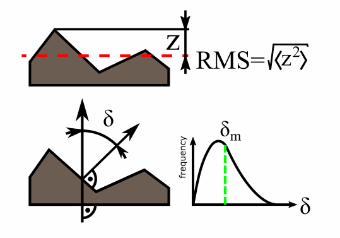 z
RMS=√⟨z²⟩
δ
δm
frequency
δ